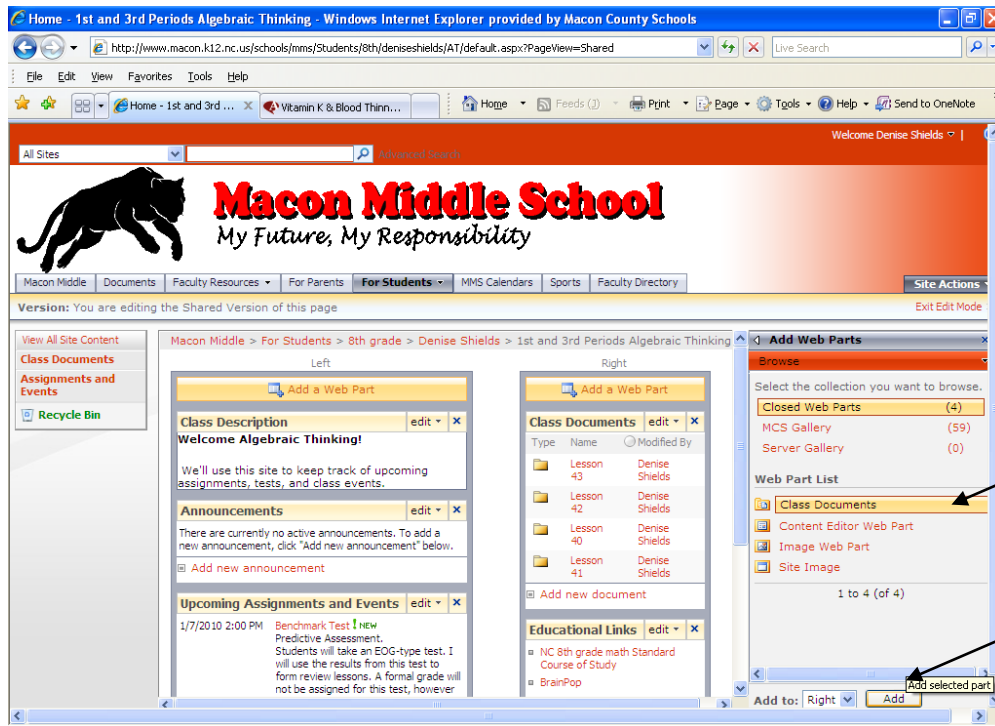 Home - 1st and 3rd Periods Algebraic Thinking - Windows Internet Explorer provided by Macon County Schools
http://www.macon.k12.nc.us/schools/mms/Students/8th/deniseshields/AT/default.aspx?PageView=Shared
Live Search
File Edit View Favorites Tools Help
Home - 1st and 3rd ... Vitamin K & Blood Thinn...
Home Feeds (J) Print Page Tools Help Send to OneNote
Welcome Denise Shields
All Sites
Advanced Search
Macon Middle School
My Future, My Responsibility
Macon Middle Documents Faculty Resources For Parents For Students MMS Calendars Sports Faculty Directory
Site Actions
Version: You are editing the Shared Version of this page
Exit Edit Mode
View All Site Content
Class Documents
Assignments and
Events
Recycle Bin
Macon Middle > For Students > 8th grade > Denise Shields > 1st and 3rd Periods Algebraic Thinking
Left
Add a Web Part
Class Description edit
Welcome Algebraic Thinking!
We'll use this site to keep track of upcoming
assignments, tests, and class events.
Announcements edit
There are currently no active announcements. To add a
new announcement, click "Add new announcement" below.
Add new announcement
Upcoming Assignments and Events edit
1/7/2010 2:00 PM Benchmark Test ! NEW
Predictive Assessment.
Students will take an EOG-type test. I
will use the results from this test to
form review lessons. A formal grade will
not be assigned for this test, however
Right
Add a Web Part
Class Documents edit
Type Name Modified By
Lesson 43 Denise Shields
Lesson 42 Denise Shields
Lesson 40 Denise Shields
Lesson 41 Denise Shields
Add new document
Educational Links edit
NC 8th grade math Standard
Course of Study
BrainPop
Add Web Parts
Browse
Select the collection you want to browse.
Closed Web Parts (4)
MCS Gallery (59)
Server Gallery (0)
Web Part List
Class Documents
Content Editor Web Part
Image Web Part
Site Image
1 to 4 (of 4)
Add selected part
Add to: Right Add